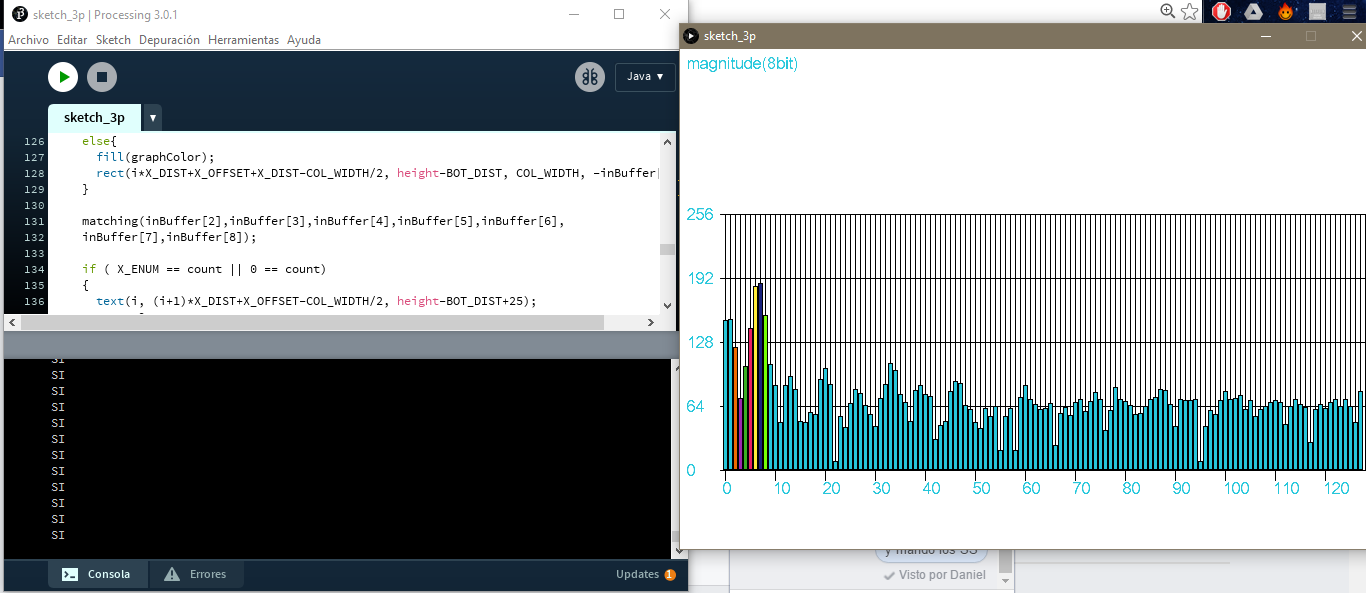 sketch_3p | Processing 3.0.1
Archivo Editar Sketch Depuración Herramientas Ayuda
Java ▼
sketch_3p ▼
126 else{
127 fill(graphColor);
128 rect(i*X_DIST+X_OFFSET+X_DIST-COL_WIDTH/2, height-BOT_DIST, COL_WIDTH, -inBuffer[
129 }
130
131 matching(inBuffer[2],inBuffer[3],inBuffer[4],inBuffer[5],inBuffer[6],
132 inBuffer[7],inBuffer[8]);
133
134 if ( X_ENUM == count || 0 == count)
135 {
136 text(i, (i+1)*X_DIST+X_OFFSET-COL_WIDTH/2, height-BOT_DIST+25);
SI
SI
SI
SI
SI
SI
SI
SI
SI
SI
SI
SI
Consola Errores Updates 1
sketch_3p
magnitude(8bit)
256
192
128
64
0
0 10 20 30 40 50 60 70 80 90 100 110 120
y mando los SS
Visto por Daniel